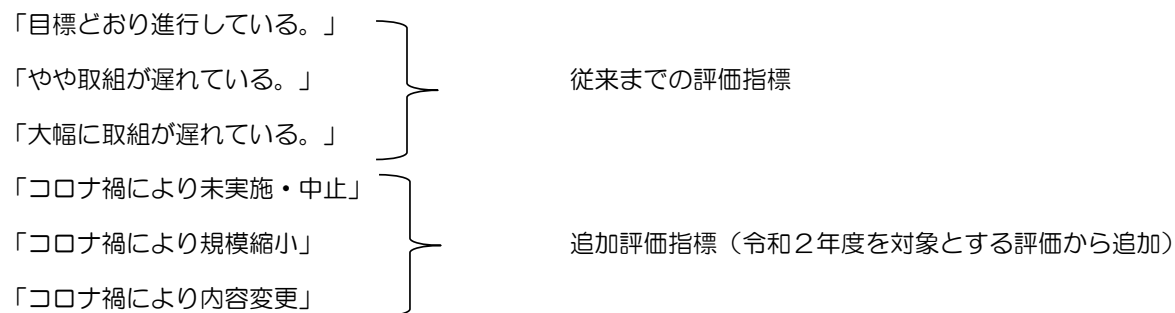 「目標どおり進行している。」
「やや取組が遅れている。」
従来までの評価指標
「大幅に取組が遅れている。」
「コロナ禍により未実施・中止」
「コロナ禍により規模縮小」
追加評価指標（令和２年度を対象とする評価から追加）
「コロナ禍により内容変更」